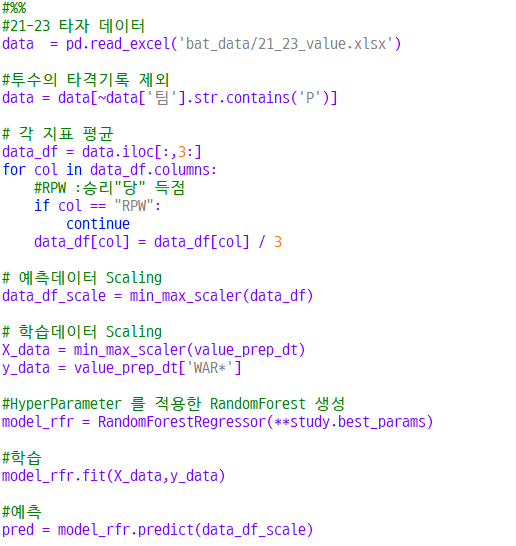 #%%
#21-23 타자 데이터
data  = pd.read_excel('bat_data/21_23_value.xlsx')
#투수의 타격기록 제외
data = data[~data['팀'].str.contains('P')]
# 각 지표 평균
data_df = data.iloc[:,3:]
for col in data_df.columns:
    #RPW :승리"당" 득점
    if col == "RPW":
        continue
    data_df[col] = data_df[col] / 3
# 예측데이터 Scaling
data_df_scale = min_max_scaler(data_df)
# 학습데이터 Scaling
X_data = min_max_scaler(value_prep_dt)
y_data = value_prep_dt['WAR*']
#HyperParameter 를 적용한 RandomForest 생성
model_rfr = RandomForestRegressor(**study.best_params)
#학습
model_rfr.fit(X_data,y_data)
#예측
pred = model_rfr.predict(data_df_scale)